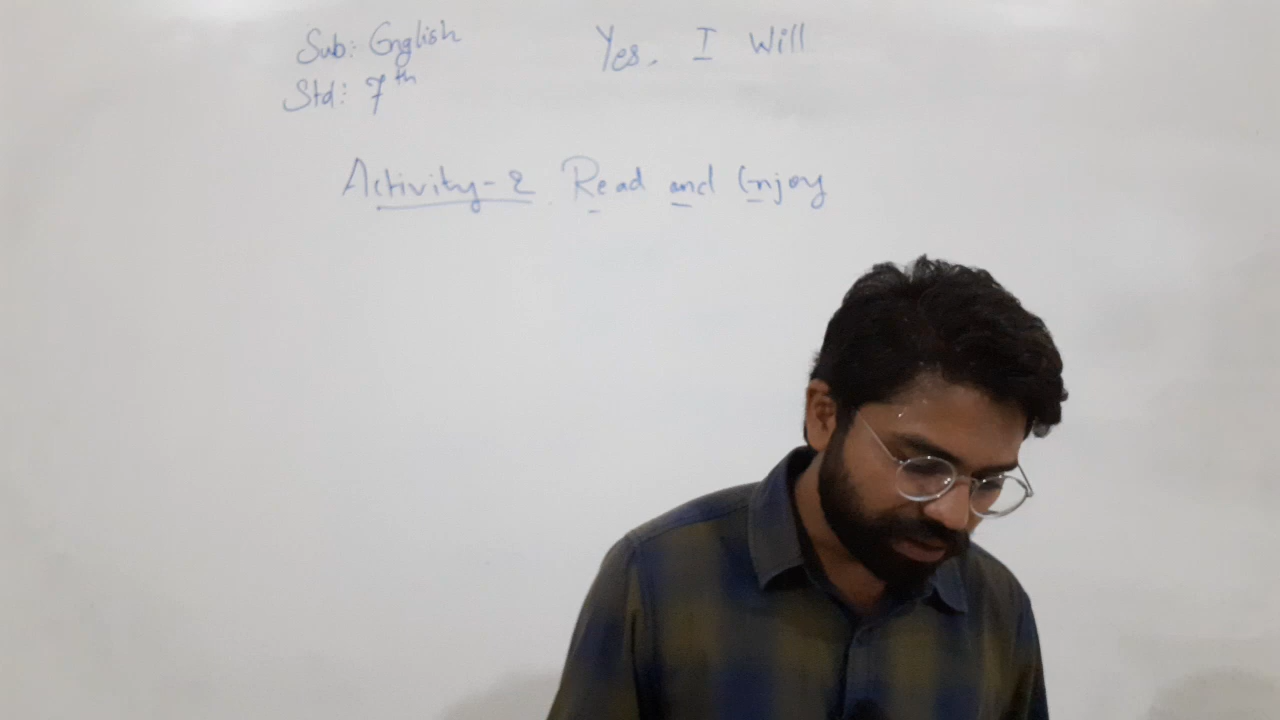 Sub: English
Yes, I Will
Std: 7th
Activity-2 Read and Enjoy